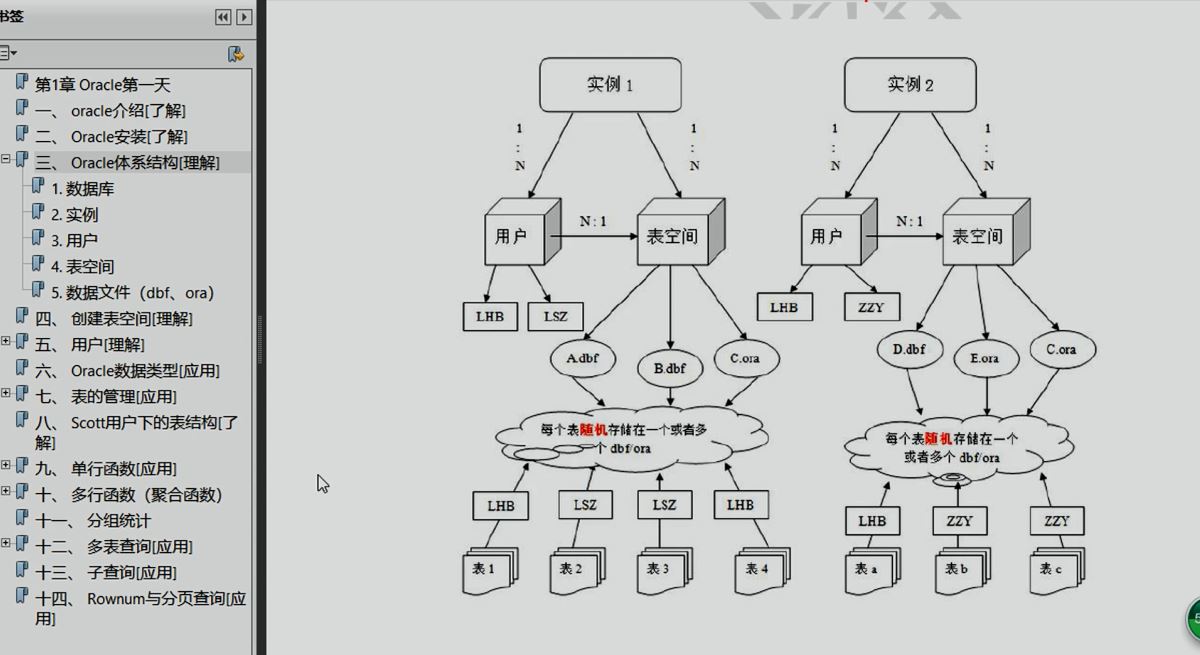 书签
第1章 Oracle第一天
一、 oracle介绍[了解]
二、 Oracle安装[了解]
三、 Oracle体系结构[理解]
1. 数据库
2. 实例
3. 用户
4. 表空间
5. 数据文件（dbf、ora）
四、 创建表空间[理解]
五、 用户[理解]
六、 Oracle数据类型[应用]
七、 表的管理[应用]
八、 Scott用户下的表结构[了
解]
九、 单行函数[应用]
十、 多行函数（聚合函数）
十一、 分组统计
十二、 多表查询[应用]
十三、 子查询[应用]
十四、 Rownum与分页查询[应
用]
实例 1
1
:
N
1
:
N
用户
N : 1
表空间
LHB
LSZ
A.dbf
B.dbf
C.ora
每个表随机存储在一个或者多
个 dbf/ora
LHB
LSZ
LSZ
LHB
表 1
表 2
表 3
表 4
实例 2
1
:
N
1
:
N
用户
N: 1
表空间
LHB
ZZY
D.dbf
E.ora
C.ora
每个表随机存储在一个
或者多个 dbf/ora
LHB
ZZY
ZZY
表 a
表 b
表 c